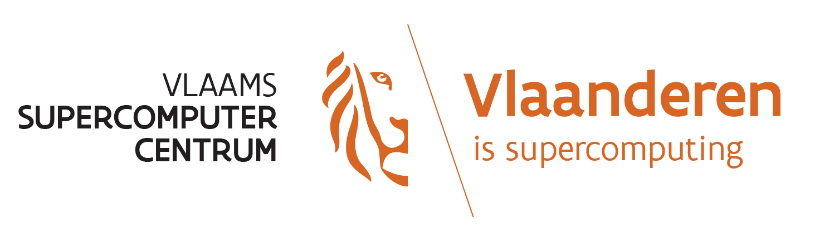 VLAAMS
SUPERCOMPUTER
CENTRUM
Vlaanderen
is supercomputing